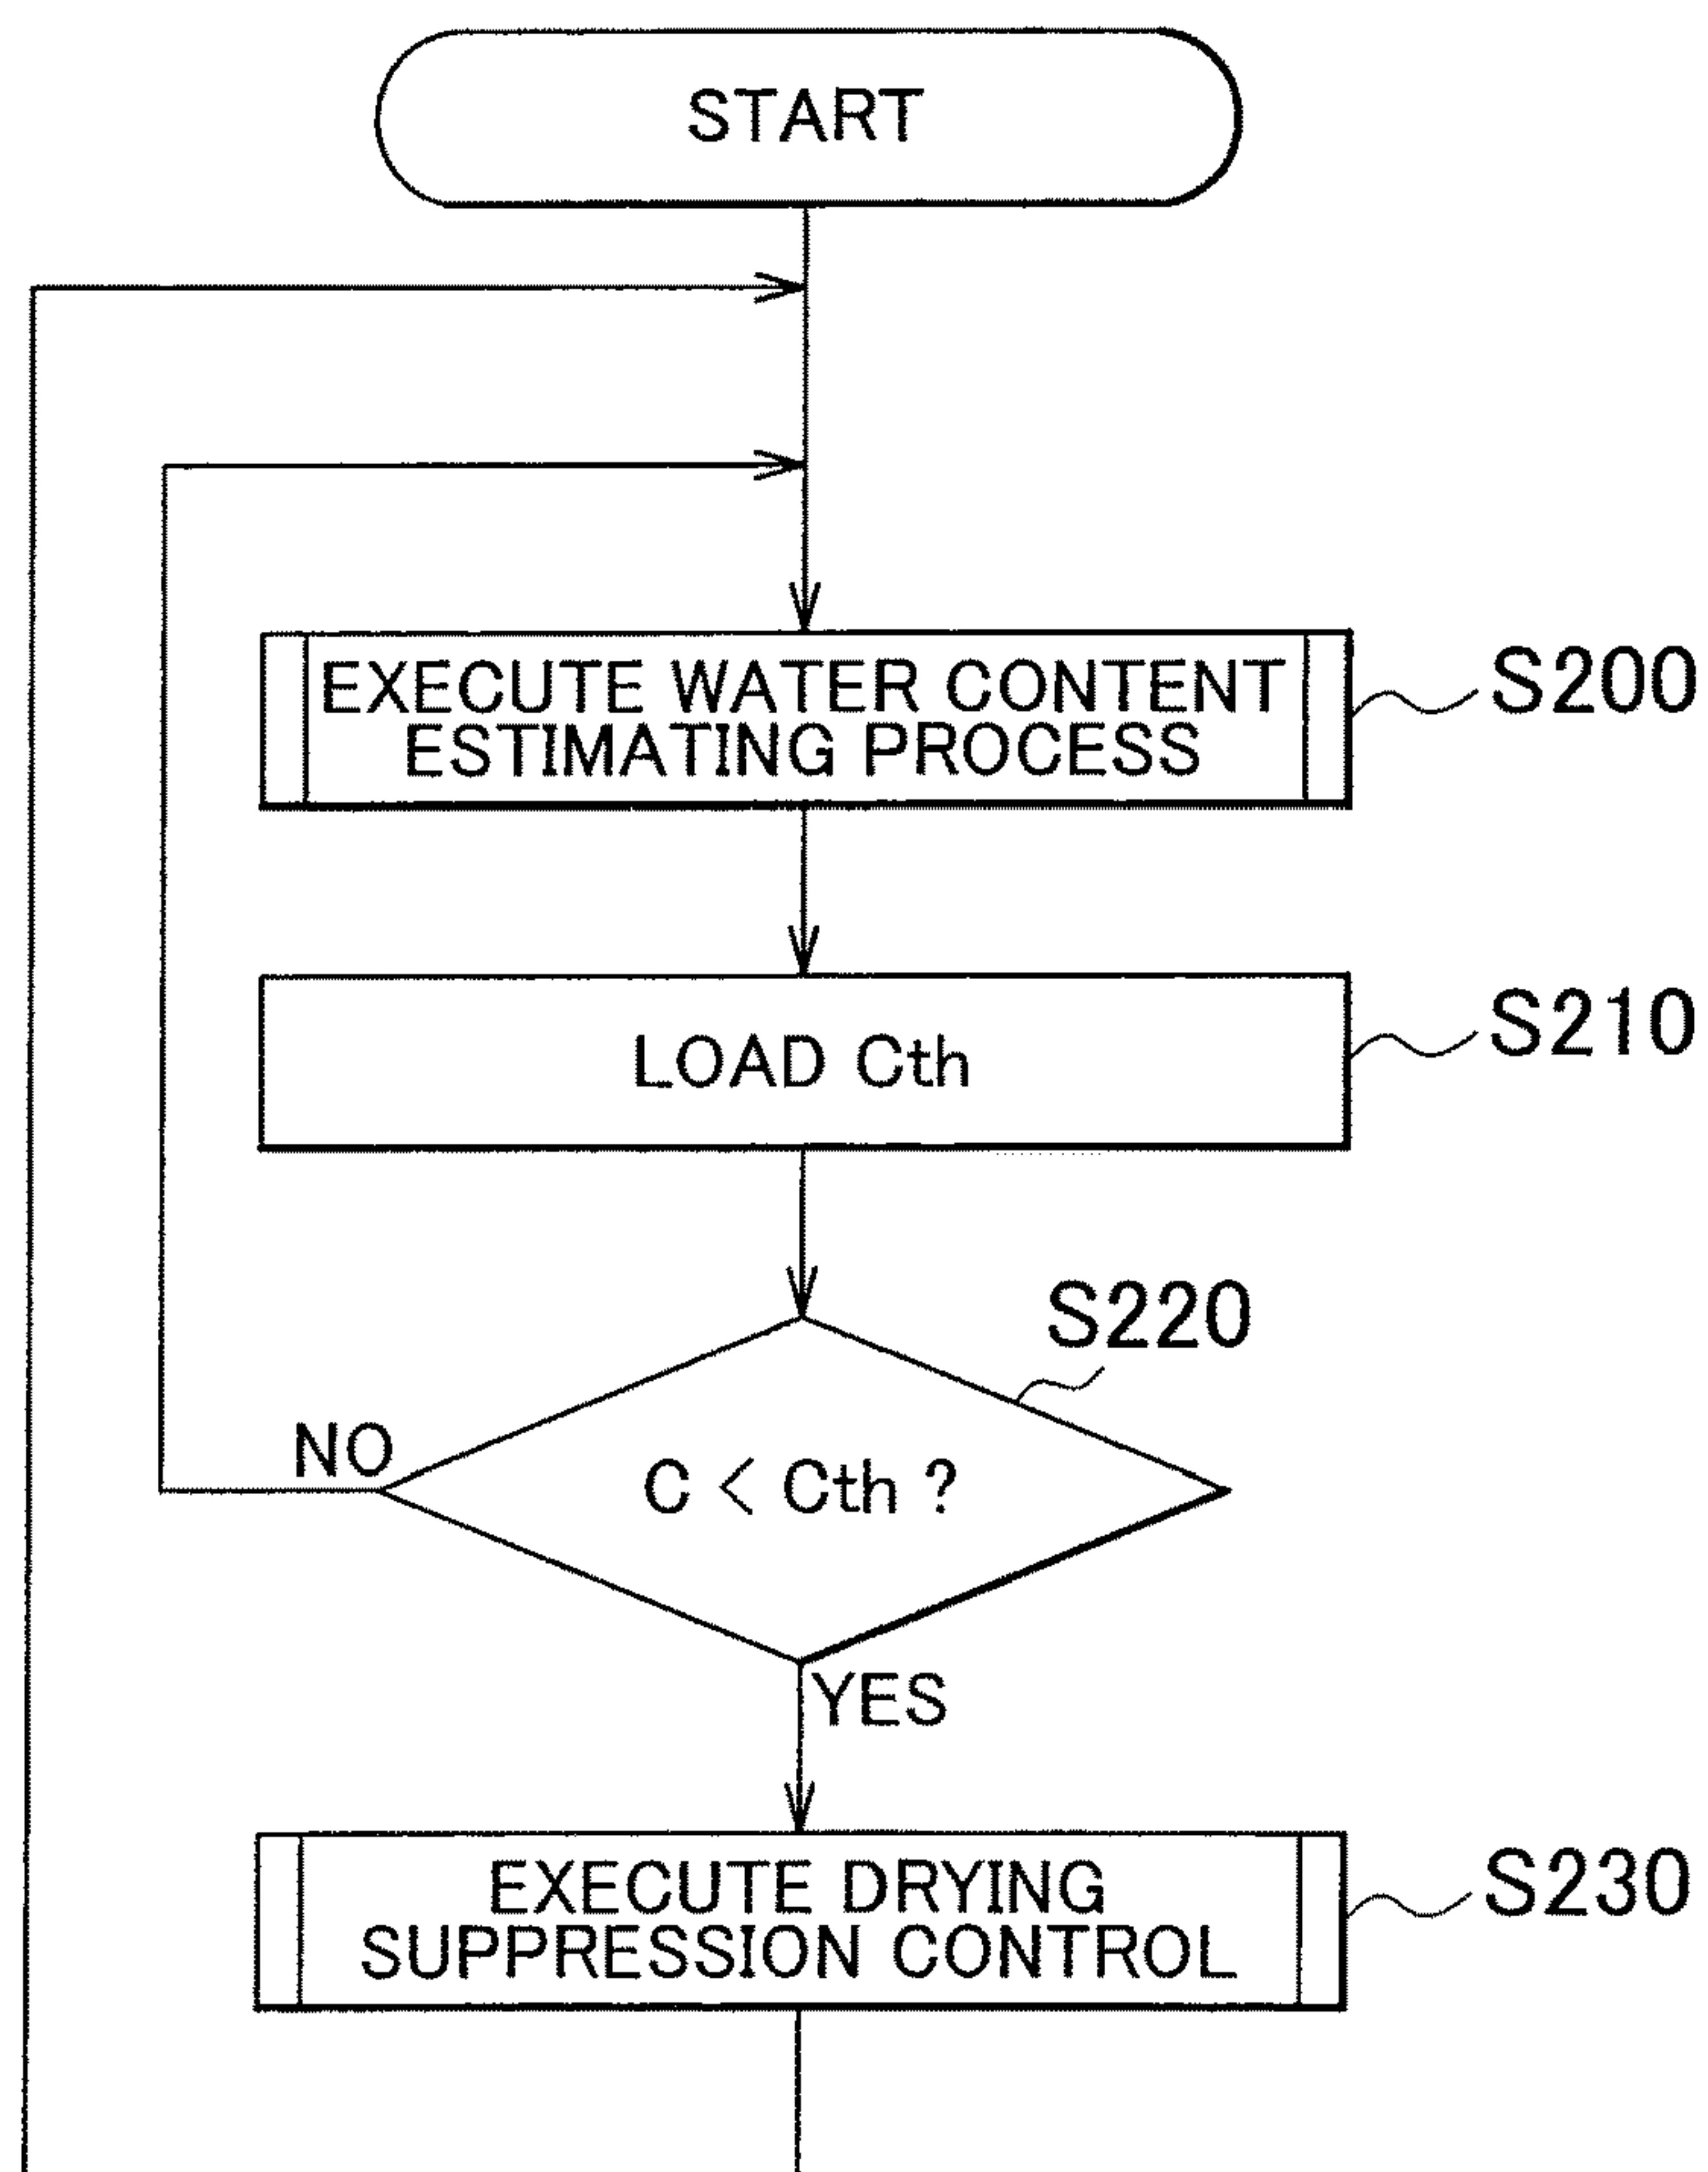 START
EXECUTE WATER CONTENT
ESTIMATING PROCESS
S200
LOAD Cth
S210
S220
NO
C < Cth ?
YES
EXECUTE DRYING
SUPPRESSION CONTROL
S230